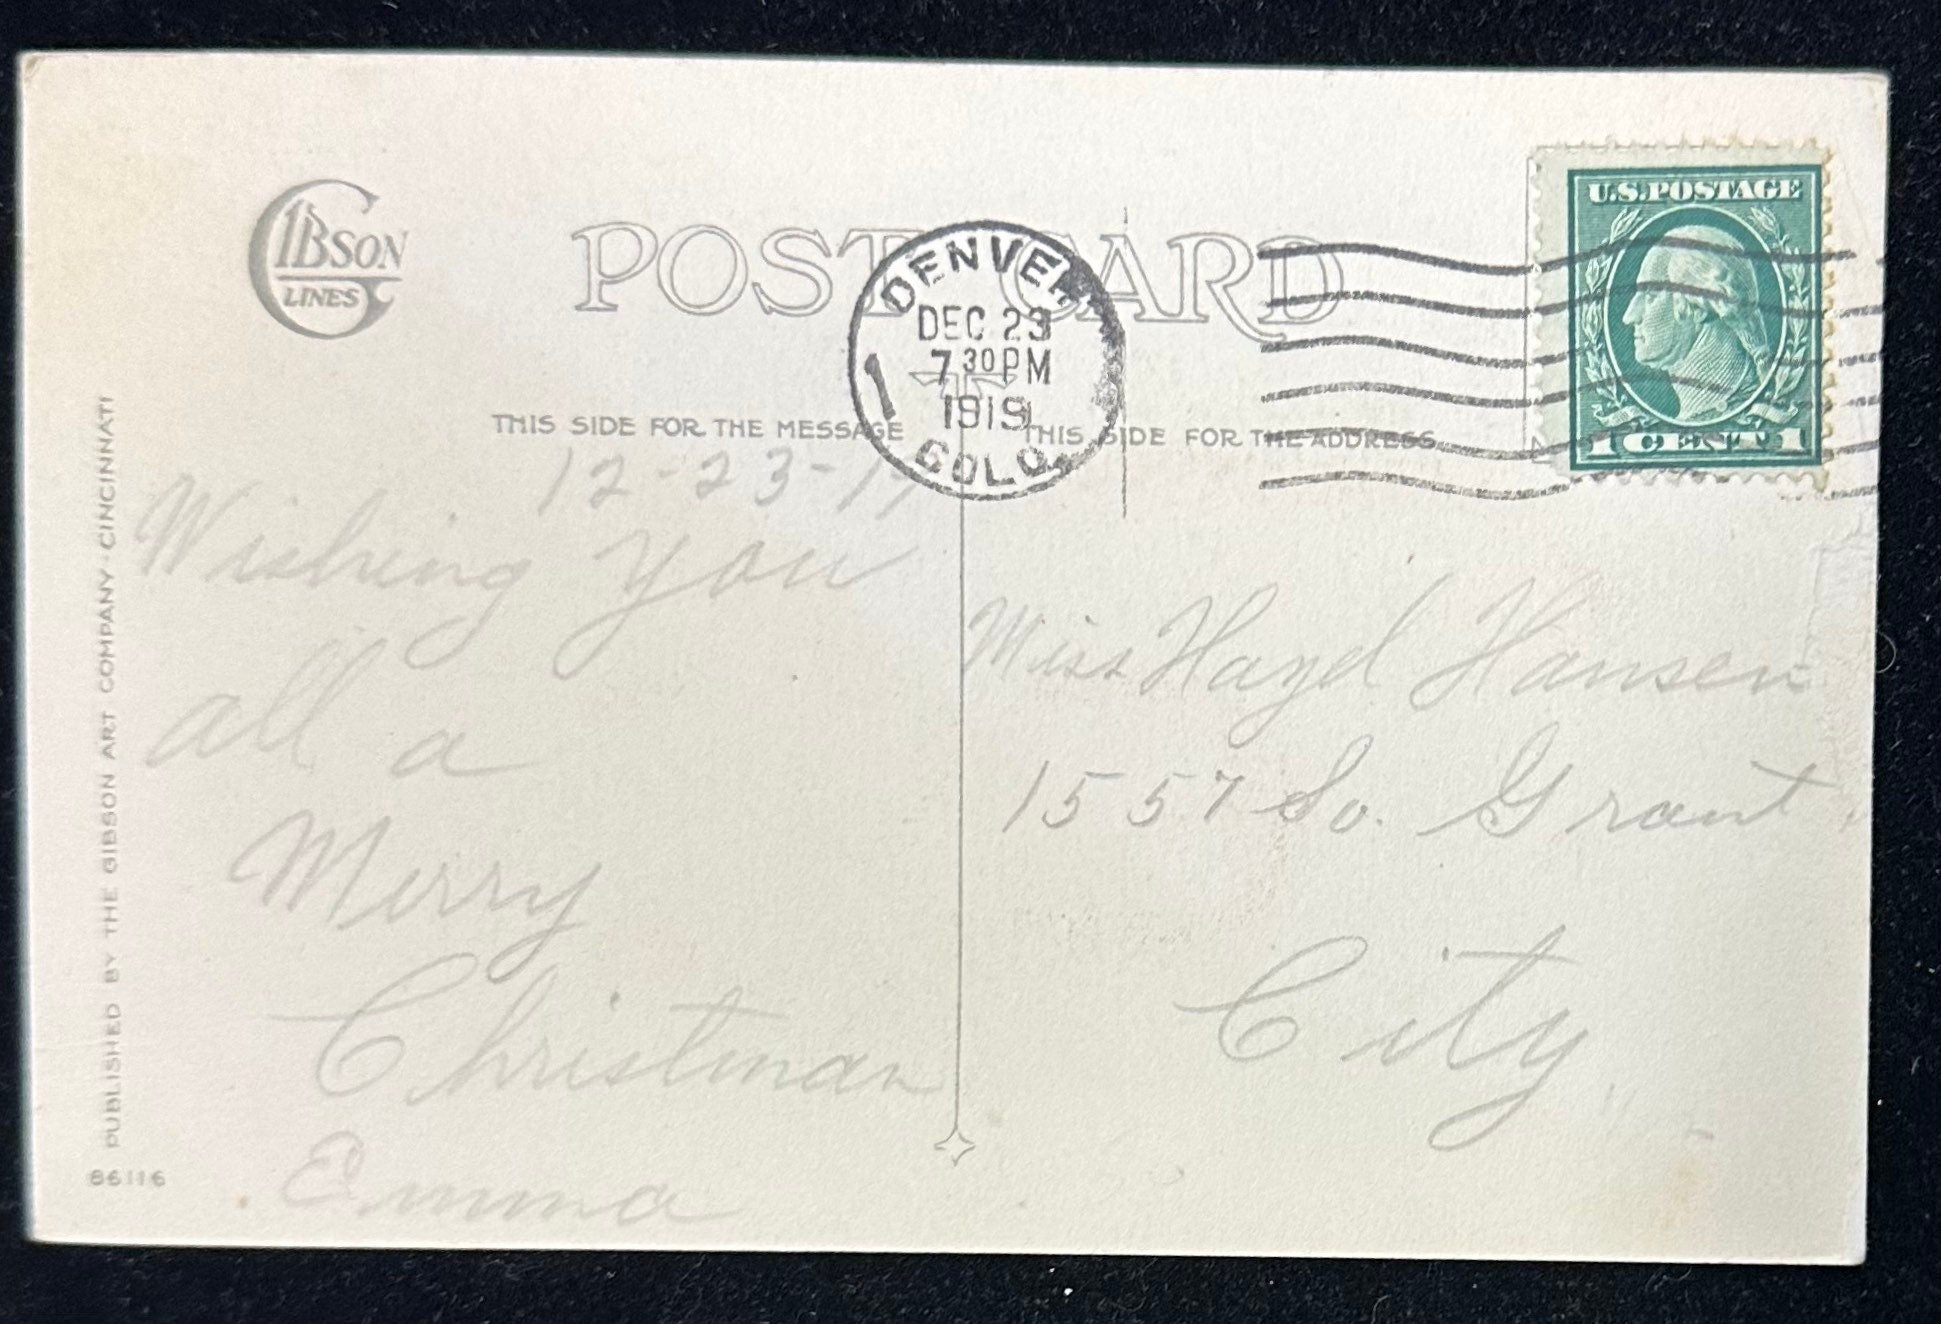 GIBSON
LINES
POST CARD
DENVER
DEC 23
7 30 PM
1919
1
COLO.
U.S. POSTAGE
1 CENT 1
THIS SIDE FOR THE MESSAGE
THIS SIDE FOR THE ADDRESS
12-23-19
Wishing you
all a
Merry
Christmas
Emma
Miss Hazel Hansen
1557 So. Grant
City
PUBLISHED BY THE GIBSON ART COMPANY · CINCINNATI
86116